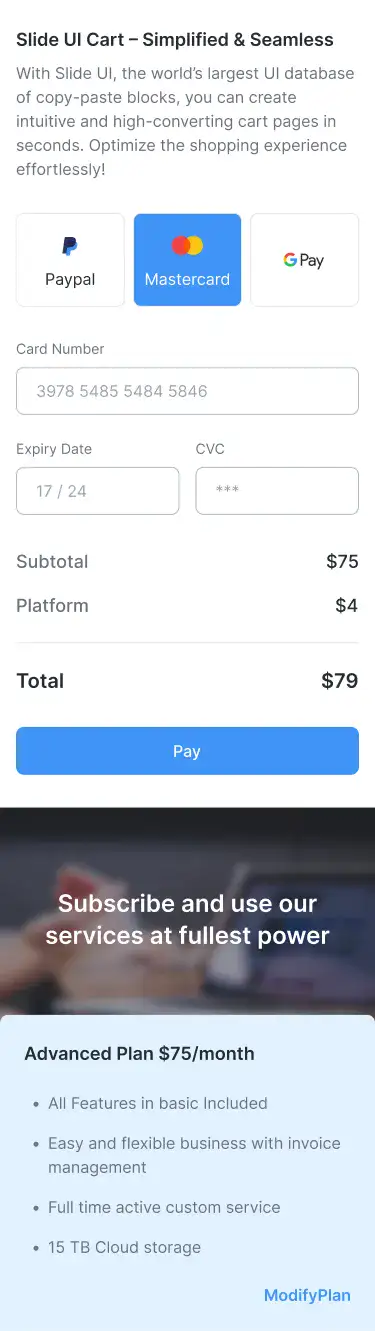 Slide UI Cart – Simplified & Seamless
With Slide UI, the world’s largest UI database
of copy-paste blocks, you can create
intuitive and high-converting cart pages in
seconds. Optimize the shopping experience
effortlessly!
Paypal
Mastercard
G Pay
Card Number
3978 5485 5484 5846
Expiry Date
CVC
17 / 24
***
Subtotal
$75
Platform
$4
Total
$79
Pay
Subscribe and use our
services at fullest power
Advanced Plan $75/month
• All Features in basic Included
• Easy and flexible business with invoice
management
• Full time active custom service
• 15 TB Cloud storage
ModifyPlan